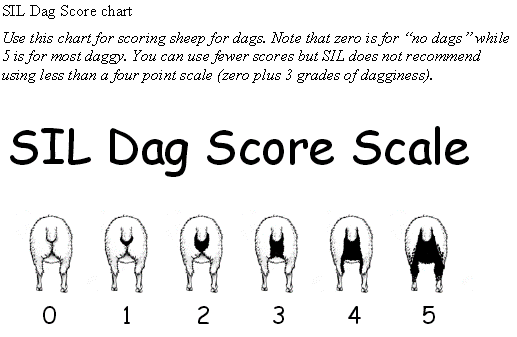 SIL Dag Score chart
Use this chart for scoring sheep for dags. Note that zero is for “no dags” while
5 is for most daggy. You can use fewer scores but SIL does not recommend
using less than a four point scale (zero plus 3 grades of dagginess).
SIL Dag Score Scale
0 1 2 3 4 5